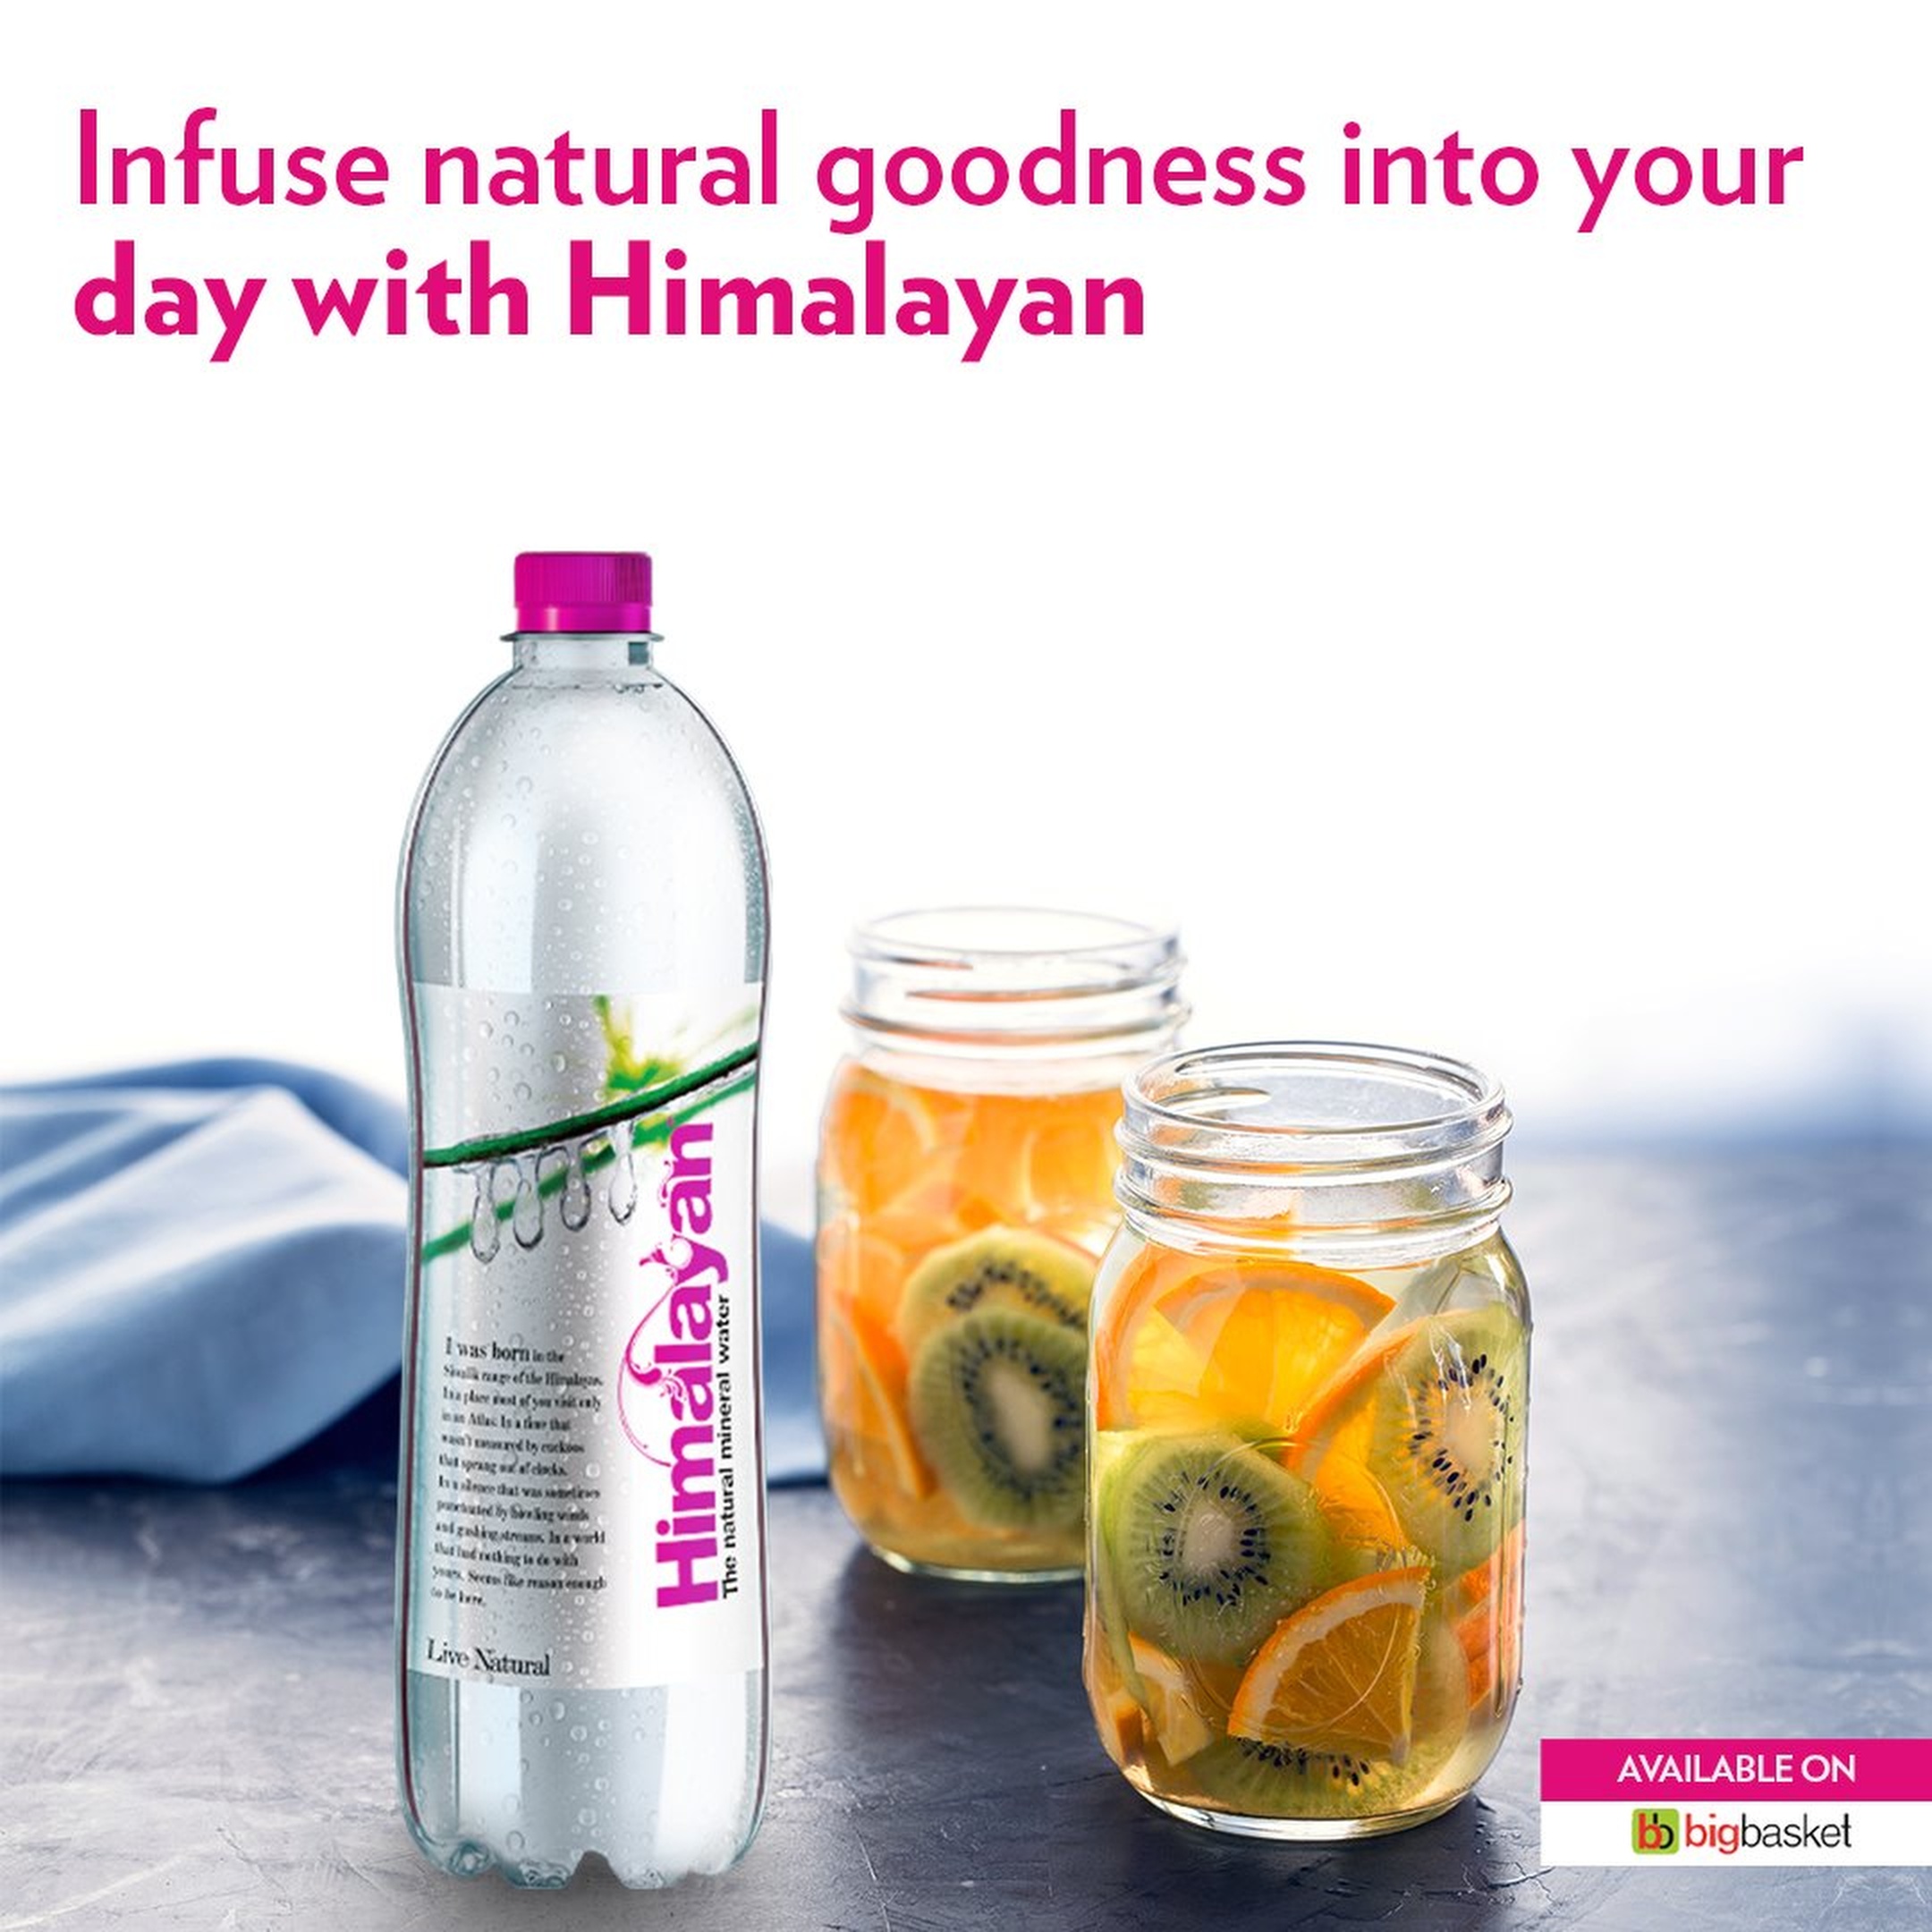 Infuse natural goodness into your
day with Himalayan
Himalayan
The natural mineral water
I was born in the
Sivalik range of the Himalayas.
In a place most of you visit only
in an Atlas. In a time that
wasn't measured by cuckoos
that sprang out of clocks.
In a silence that was sometimes
punctuated by howling winds
and gushing streams. In a world
that had nothing to do with
yours. Seems like reason enough
to be here.
Live Natural
AVAILABLE ON
bb bigbasket